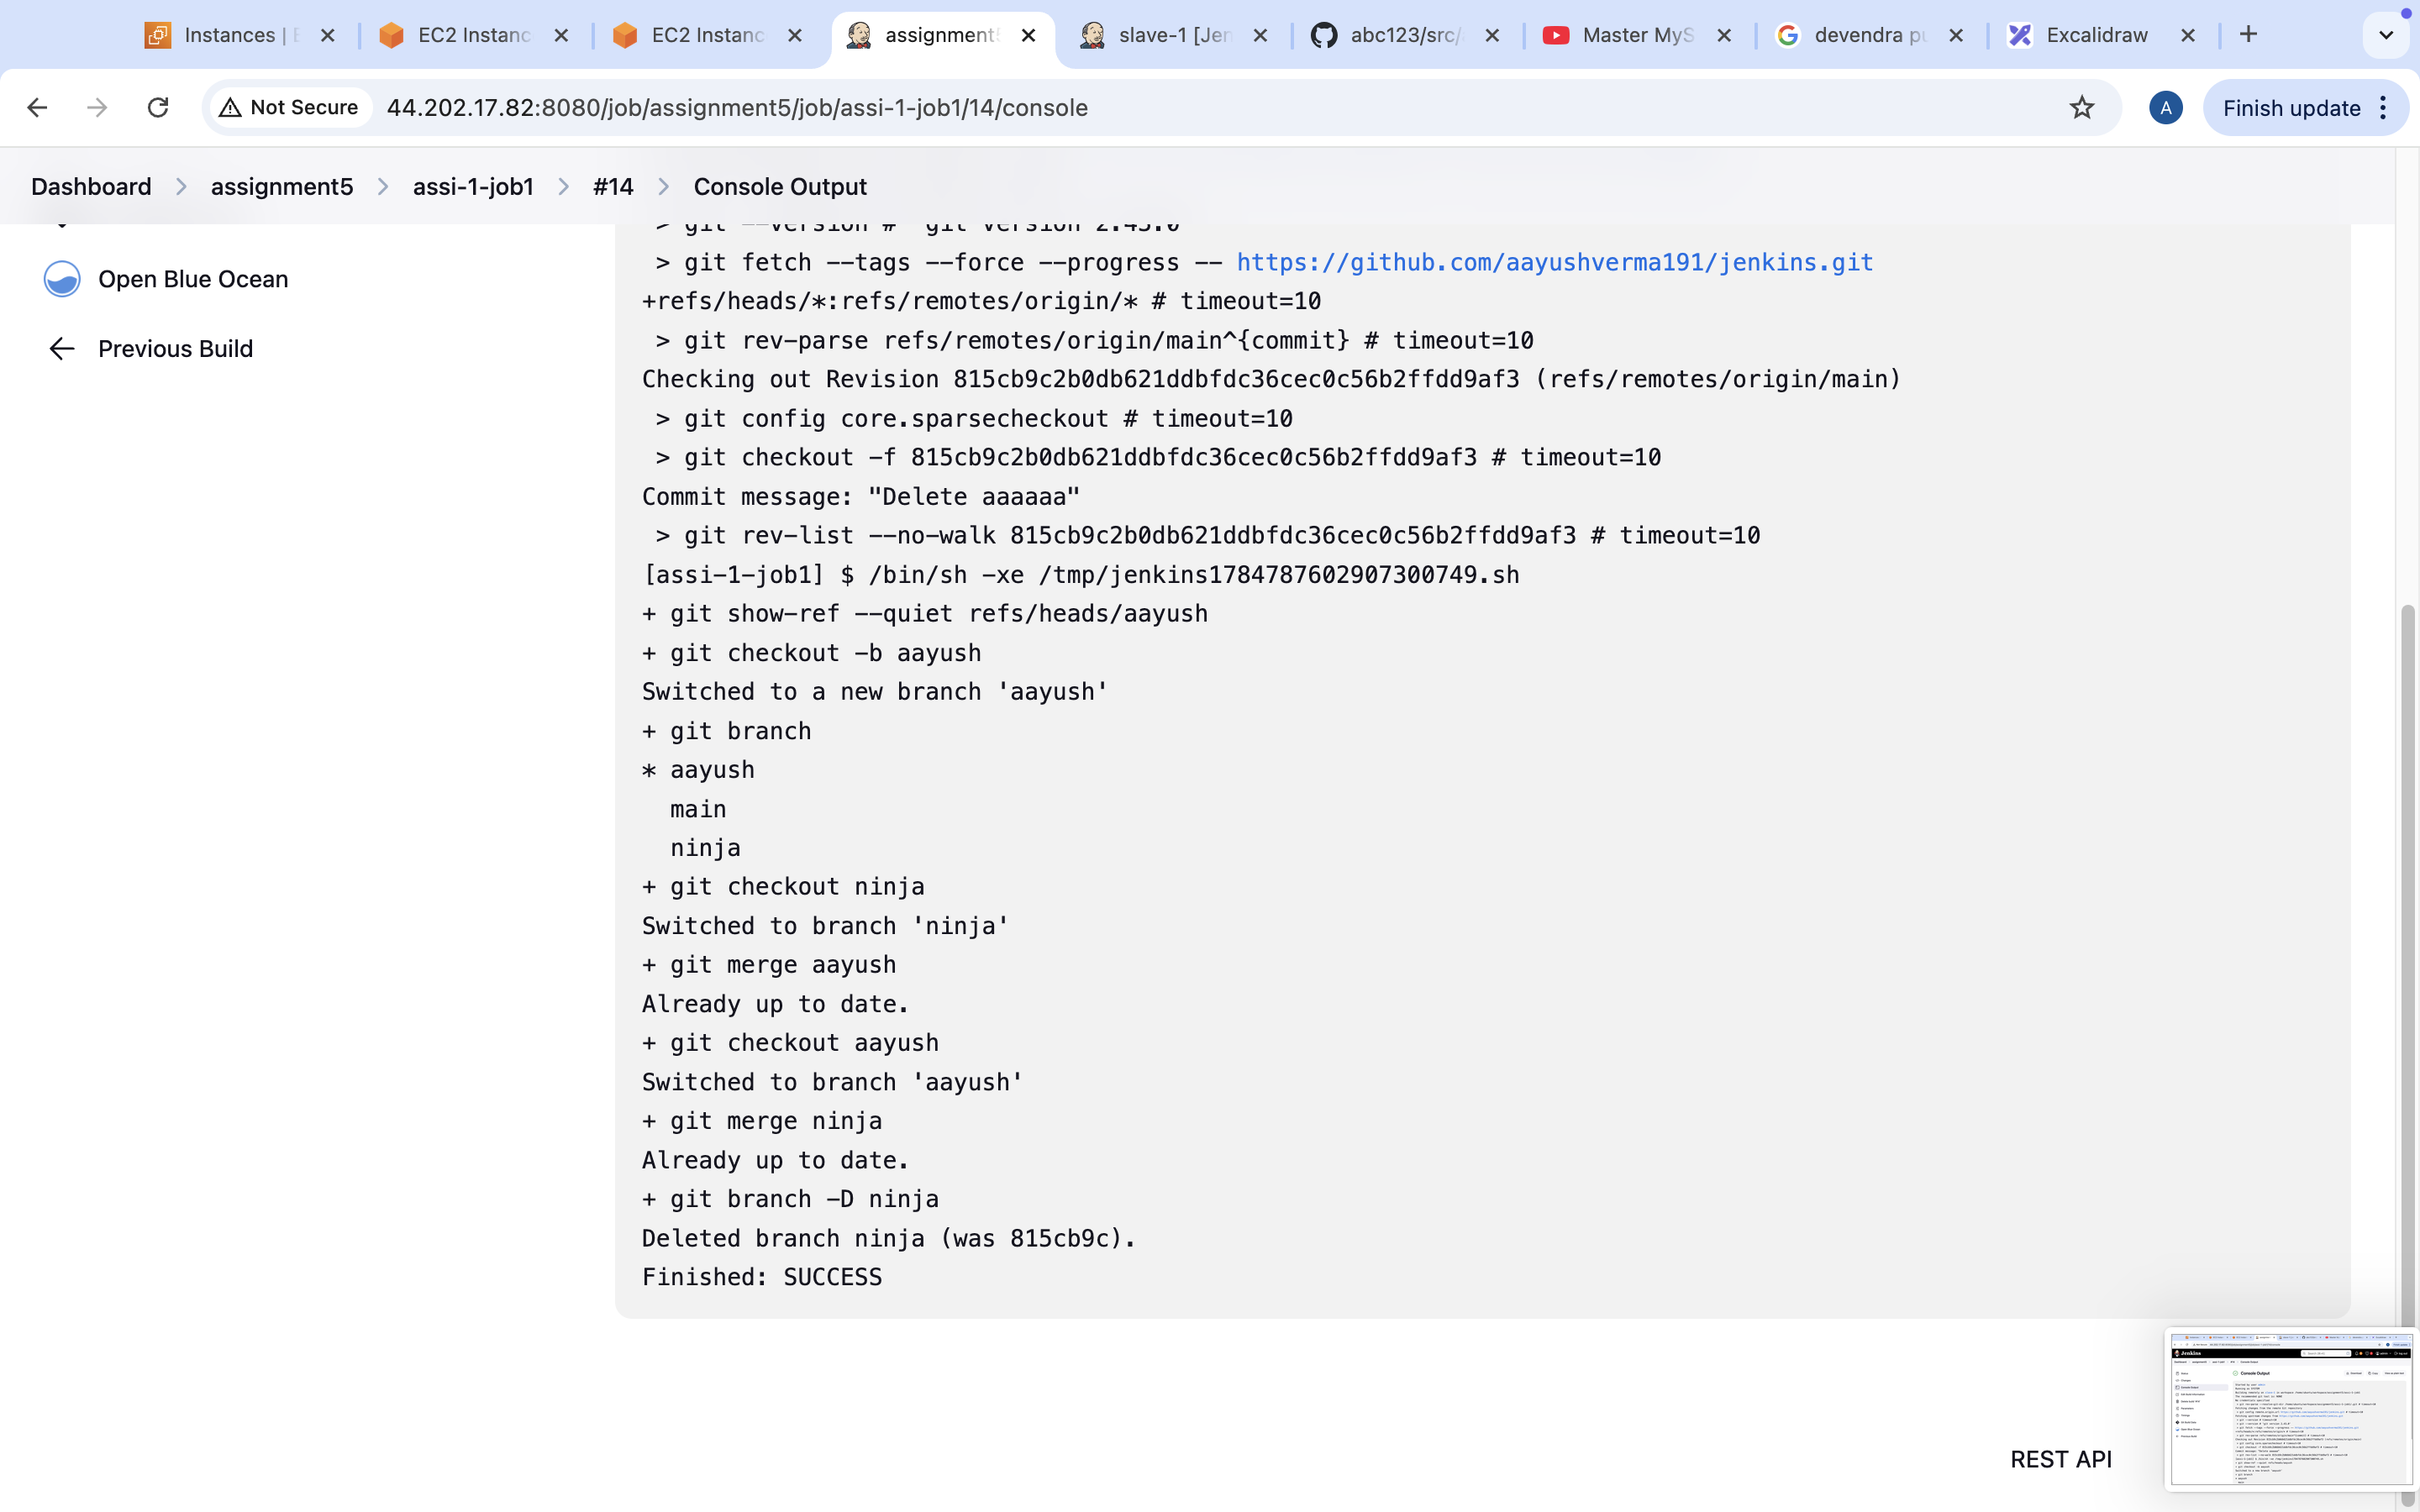 Instances | E
EC2 Instanc
EC2 Instanc
assignment5
slave-1 [Jen
abc123/src/
Master MyS
devendra pu
Excalidraw
Not Secure
44.202.17.82:8080/job/assignment5/job/assi-1-job1/14/console
A
Finish update
Dashboard > assignment5 > assi-1-job1 > #14 > Console Output
Open Blue Ocean
Previous Build
> git --version # 'git version 2.43.0'
> git fetch --tags --force --progress -- https://github.com/aayushverma191/jenkins.git
+refs/heads/*:refs/remotes/origin/* # timeout=10
> git rev-parse refs/remotes/origin/main^{commit} # timeout=10
Checking out Revision 815cb9c2b0db621ddbfdc36cec0c56b2ffdd9af3 (refs/remotes/origin/main)
> git config core.sparsecheckout # timeout=10
> git checkout -f 815cb9c2b0db621ddbfdc36cec0c56b2ffdd9af3 # timeout=10
Commit message: "Delete aaaaaa"
> git rev-list --no-walk 815cb9c2b0db621ddbfdc36cec0c56b2ffdd9af3 # timeout=10
[assi-1-job1] $ /bin/sh -xe /tmp/jenkins1784787602907300749.sh
+ git show-ref --quiet refs/heads/aayush
+ git checkout -b aayush
Switched to a new branch 'aayush'
+ git branch
* aayush
main
ninja
+ git checkout ninja
Switched to branch 'ninja'
+ git merge aayush
Already up to date.
+ git checkout aayush
Switched to branch 'aayush'
+ git merge ninja
Already up to date.
+ git branch -D ninja
Deleted branch ninja (was 815cb9c).
Finished: SUCCESS
REST API